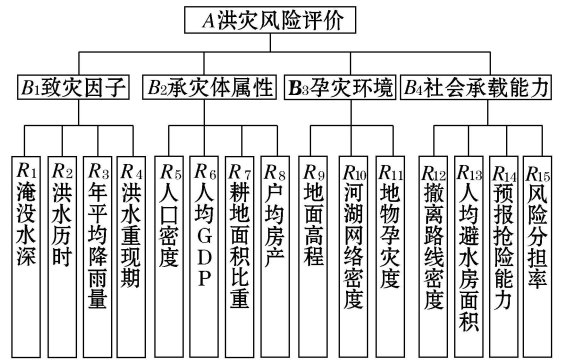 A洪灾风险评价
B1致灾因子
B2承灾体属性
B3孕灾环境
B4社会承载能力
R1淹没水深
R2洪水历时
R3年平均降雨量
R4洪水重现期
R5人口密度
R6人均GDP
R7耕地面积比重
R8户均房产
R9地面高程
R10河湖网络密度
R11地物孕灾度
R12撤离路线密度
R13人均避水房面积
R14预报抢险能力
R15风险分担率